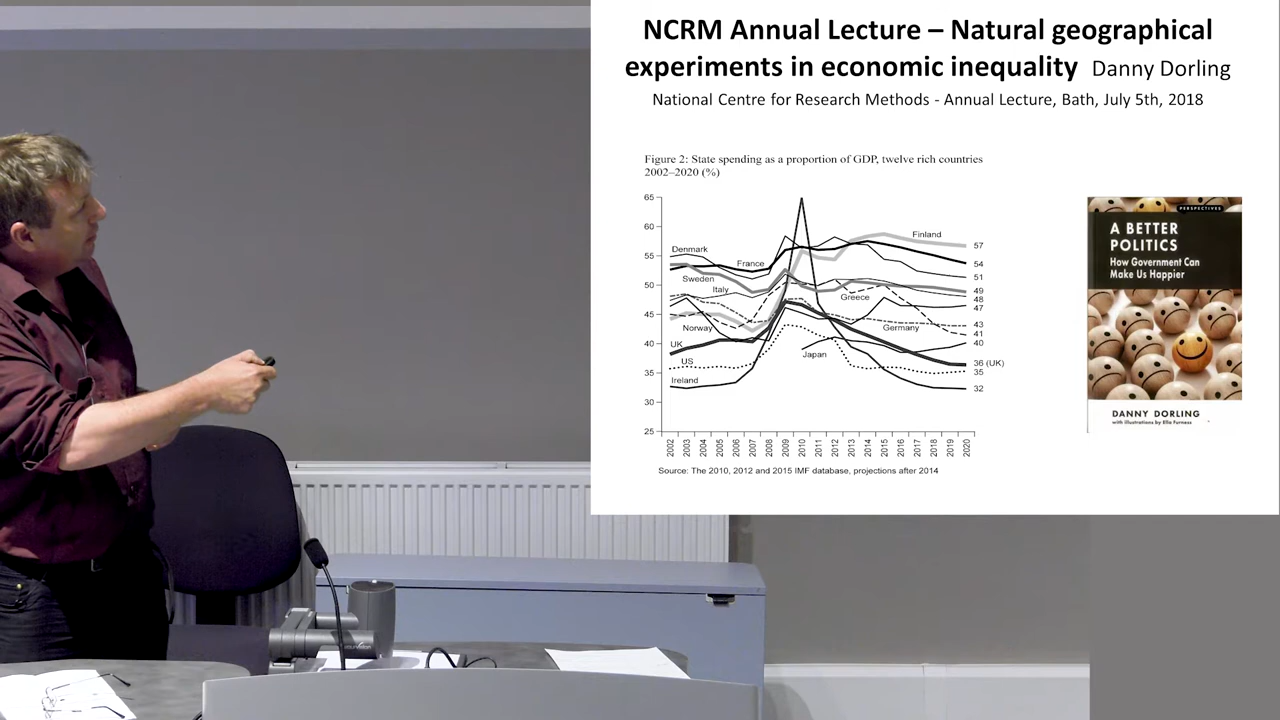 NCRM Annual Lecture – Natural geographical
experiments in economic inequality Danny Dorling
National Centre for Research Methods - Annual Lecture, Bath, July 5th, 2018
Figure 2: State spending as a proportion of GDP, twelve rich countries
2002–2020 (%)
65
60
55
50
45
40
35
30
25
Denmark
France
Sweden
Italy
Norway
UK
US
Ireland
Japan
Greece
Germany
Finland
57
54
51
49
48
47
43
41
40
36 (UK)
35
32
2002
2003
2004
2005
2006
2007
2008
2009
2010
2011
2012
2013
2014
2015
2016
2017
2018
2019
2020
Source: The 2010, 2012 and 2015 IMF database, projections after 2014
PERSPECTIVES
A BETTER
POLITICS
How Government Can
Make Us Happier
DANNY DORLING
with illustrations by Ella Furness